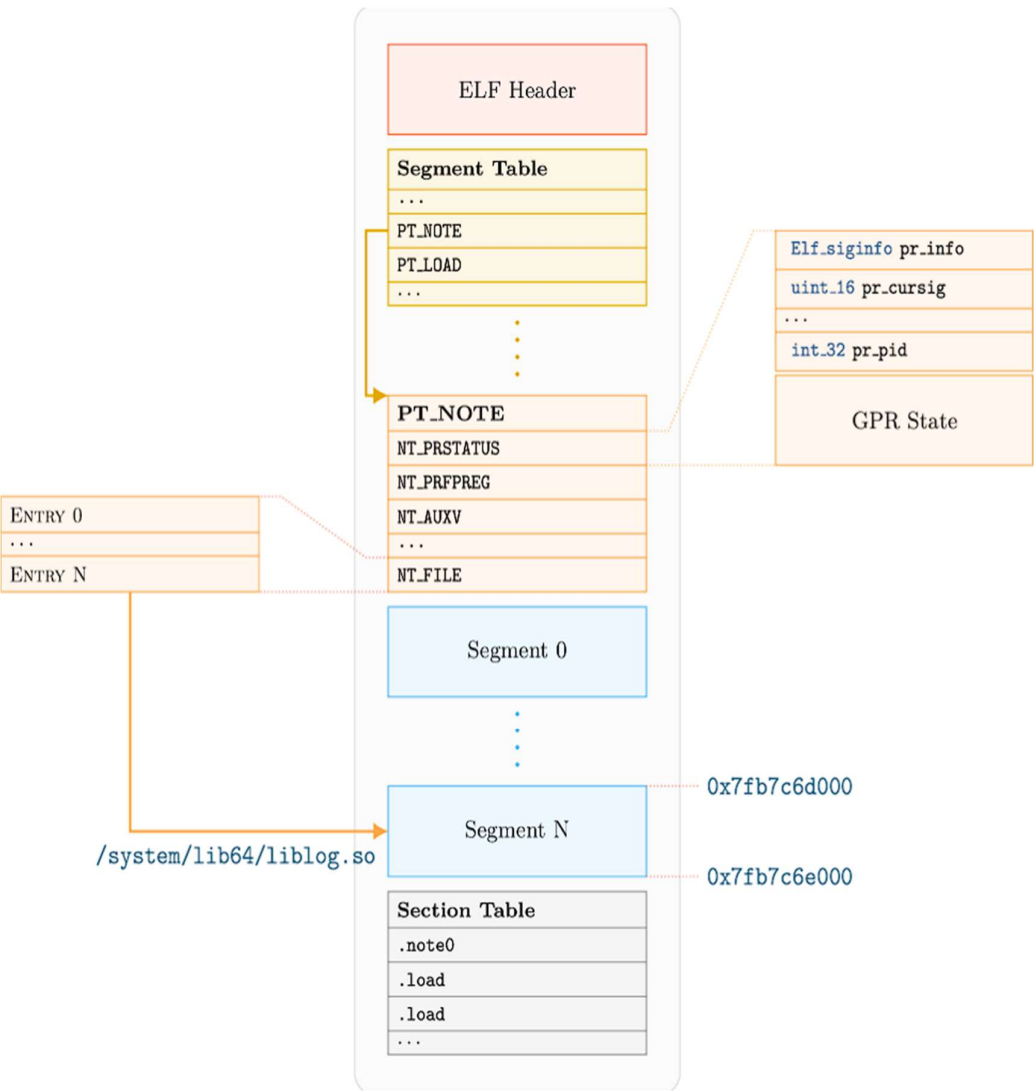 ELF Header
Segment Table
...
PT_NOTE
PT_LOAD
...
Elf_siginfo pr_info
uint_16 pr_cursig
...
int_32 pr_pid
GPR State
PT_NOTE
NT_PRSTATUS
NT_PRFPREG
NT_AUXV
...
NT_FILE
ENTRY 0
...
ENTRY N
Segment 0
Segment N
0x7fb7c6d000
0x7fb7c6e000
/system/lib64/liblog.so
Section Table
.note0
.load
.load
...